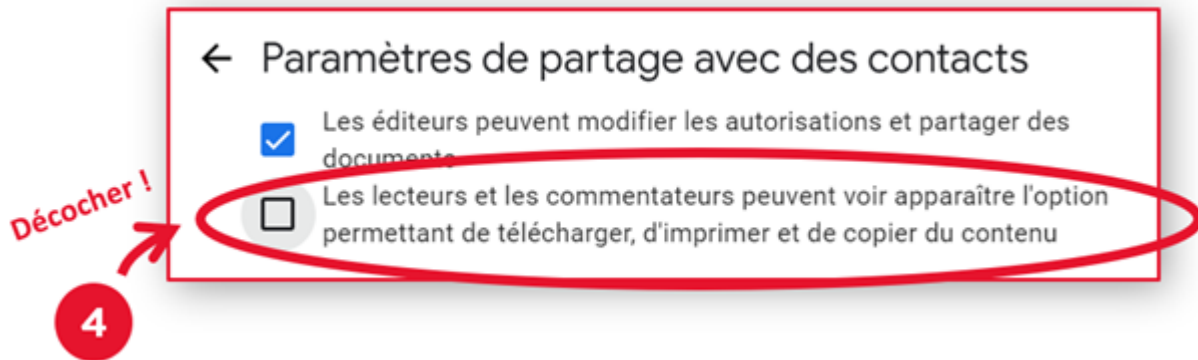 ← Paramètres de partage avec des contacts
Les éditeurs peuvent modifier les autorisations et partager des
documents
Les lecteurs et les commentateurs peuvent voir apparaître l'option
permettant de télécharger, d'imprimer et de copier du contenu
Décocher !
4